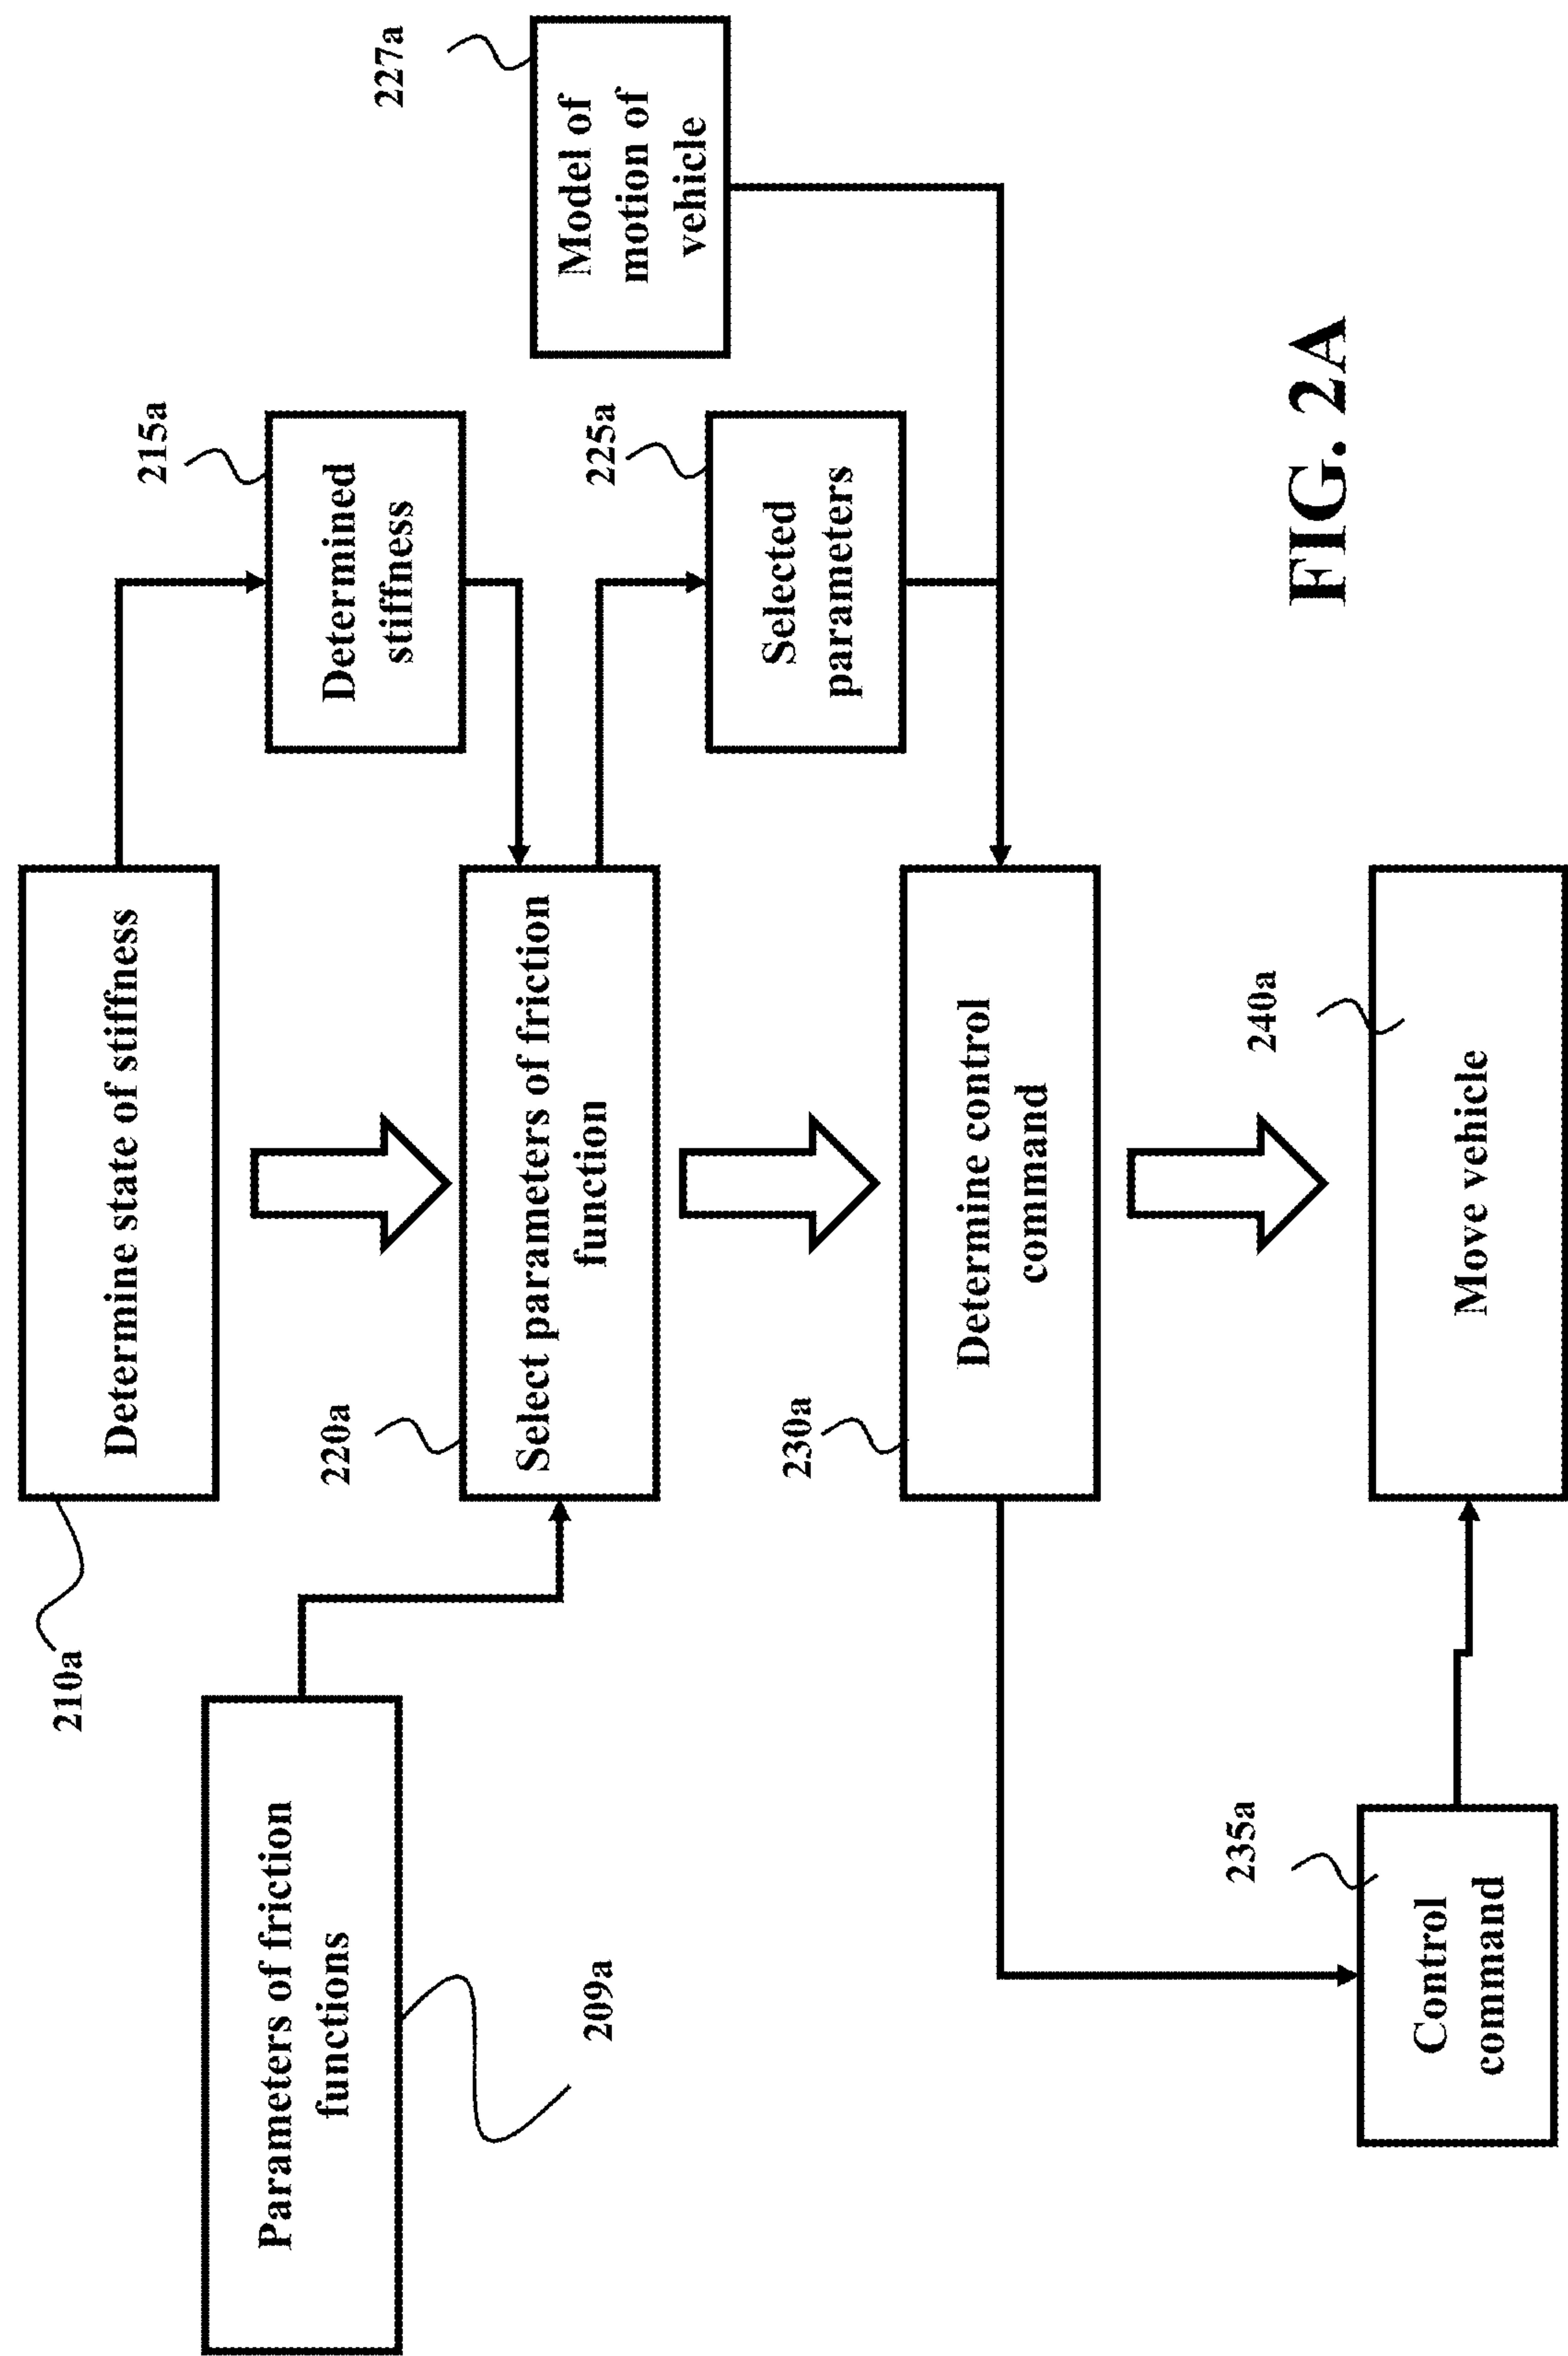 210a
Determine state of stiffness
215a
Determined
stiffness
Parameters of friction
functions
209a
220a
Select parameters of friction
function
227a
Model of
motion of
vehicle
225a
Selected
parameters
230a
Determine control
command
235a
Control
command
240a
Move vehicle
FIG. 2A